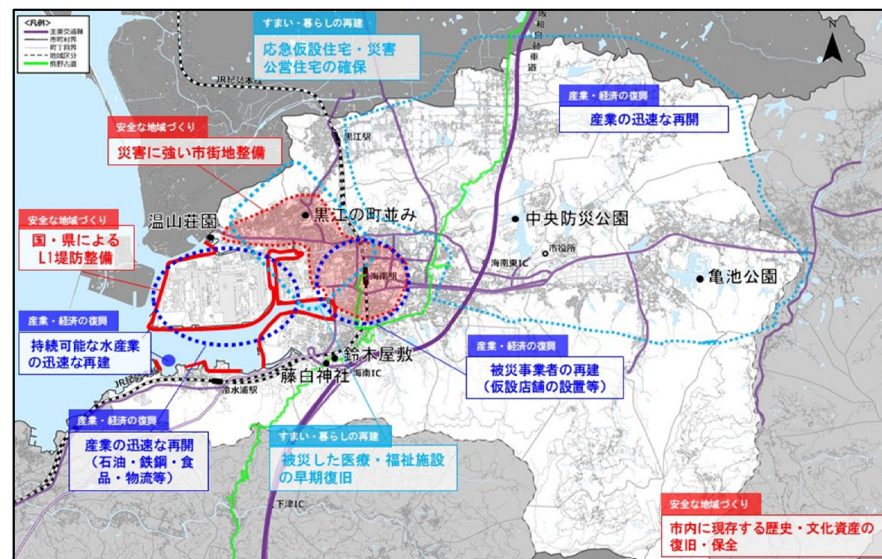 <凡例>
主要交通網
市町村界
町丁目界
地域区分
熊野古道
すまい・暮らしの再建
応急仮設住宅・災害
公営住宅の確保
阪和自動車道
N
JR紀勢本線
産業・経済の復興
産業の迅速な再開
安全な地域づくり
災害に強い市街地整備
黒江駅
温山荘園
黒江の町並み
中央防災公園
市役所
安全な地域づくり
国・県による
L1堤防整備
海南駅
海南東IC
亀池公園
産業・経済の復興
持続可能な水産業
の迅速な再建
鈴木屋敷
藤白神社
海南IC
産業・経済の復興
被災事業者の再建
(仮設店舗の設置等)
冷水浦駅
産業・経済の復興
産業の迅速な再開
(石油・鉄鋼・食
品・物流等)
すまい・暮らしの再建
被災した医療・福祉施設
の早期復旧
下津IC
安全な地域づくり
市内に現存する歴史・文化資産の
復旧・保全